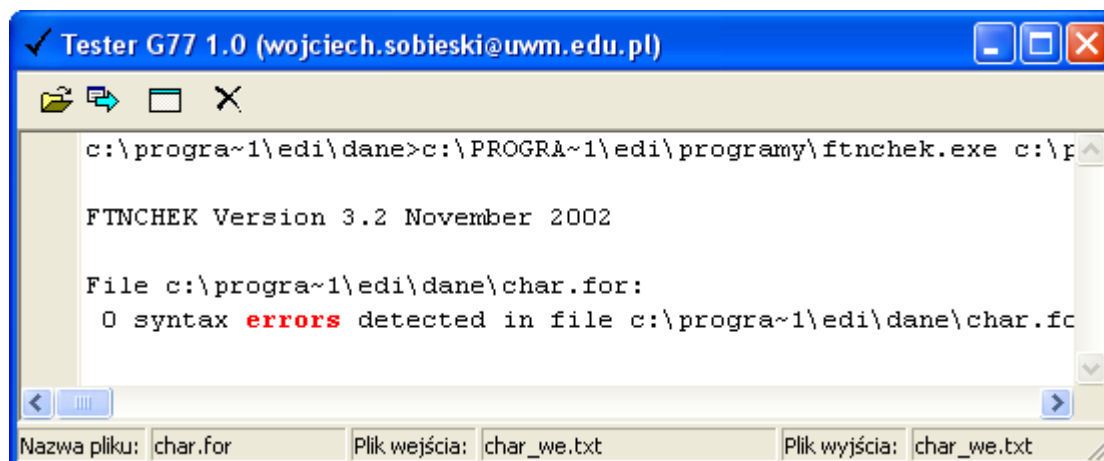 Tester G77 1.0 (wojciech.sobieski@uwm.edu.pl)
c:\progra~1\edi\dane>c:\PROGRA~1\edi\programy\ftnchek.exe c:\p
FTNCHEK Version 3.2 November 2002
File c:\progra~1\edi\dane\char.for:
0 syntax errors detected in file c:\progra~1\edi\dane\char.fo
Nazwa pliku: char.for Plik wejścia: char_we.txt Plik wyjścia: char_we.txt